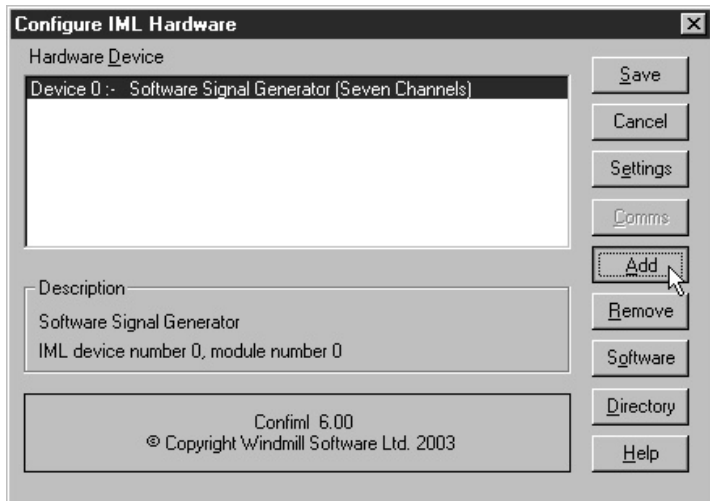 Configure IML Hardware
Hardware Device
Device 0 :- Software Signal Generator (Seven Channels)
Save
Cancel
Settings
Comms
Add
Remove
Software
Directory
Help
Description
Software Signal Generator
IML device number 0, module number 0
Confiml 6.00
© Copyright Windmill Software Ltd. 2003